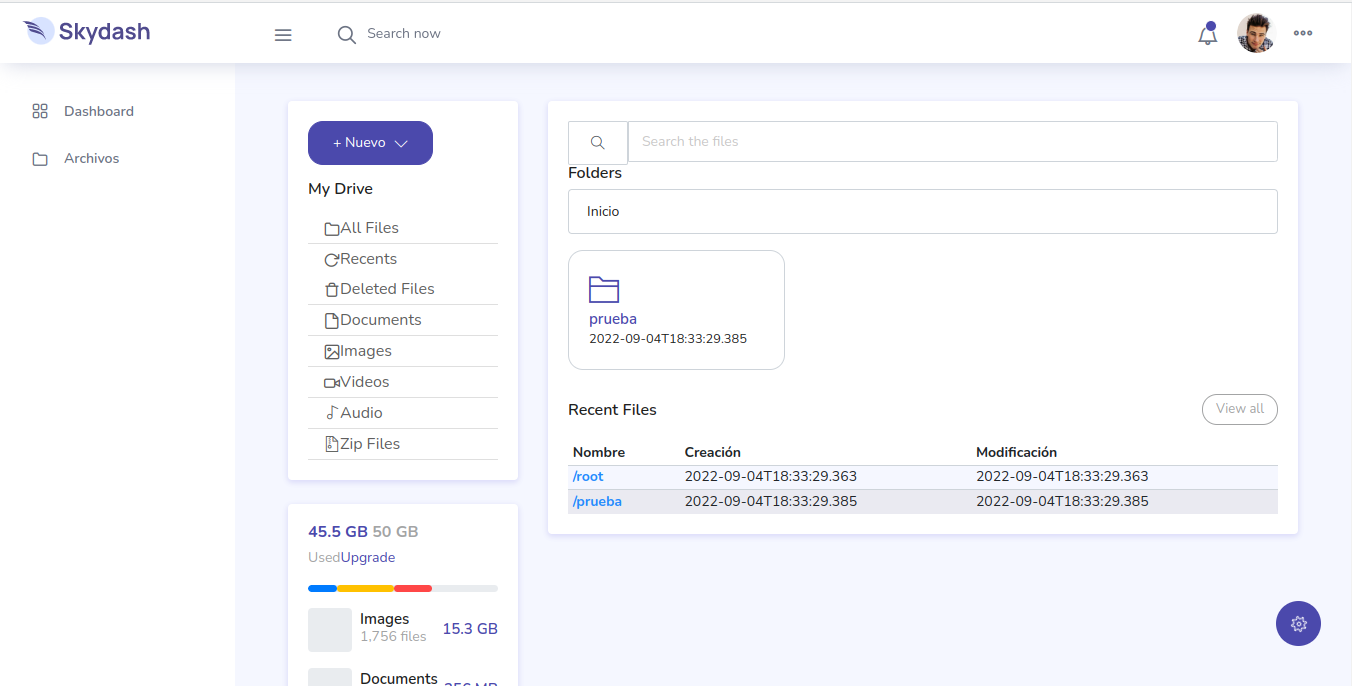 Skydash
Search now
Dashboard
Archivos
+ Nuevo
My Drive
All Files
Recents
Deleted Files
Documents
Images
Videos
Audio
Zip Files
45.5 GB 50 GB
UsedUpgrade
Images
1,756 files
15.3 GB
Documents
256 MB
Search the files
Folders
Inicio
prueba
2022-09-04T18:33:29.385
Recent Files
View all
Nombre Creación Modificación
/root 2022-09-04T18:33:29.363 2022-09-04T18:33:29.363
/prueba 2022-09-04T18:33:29.385 2022-09-04T18:33:29.385